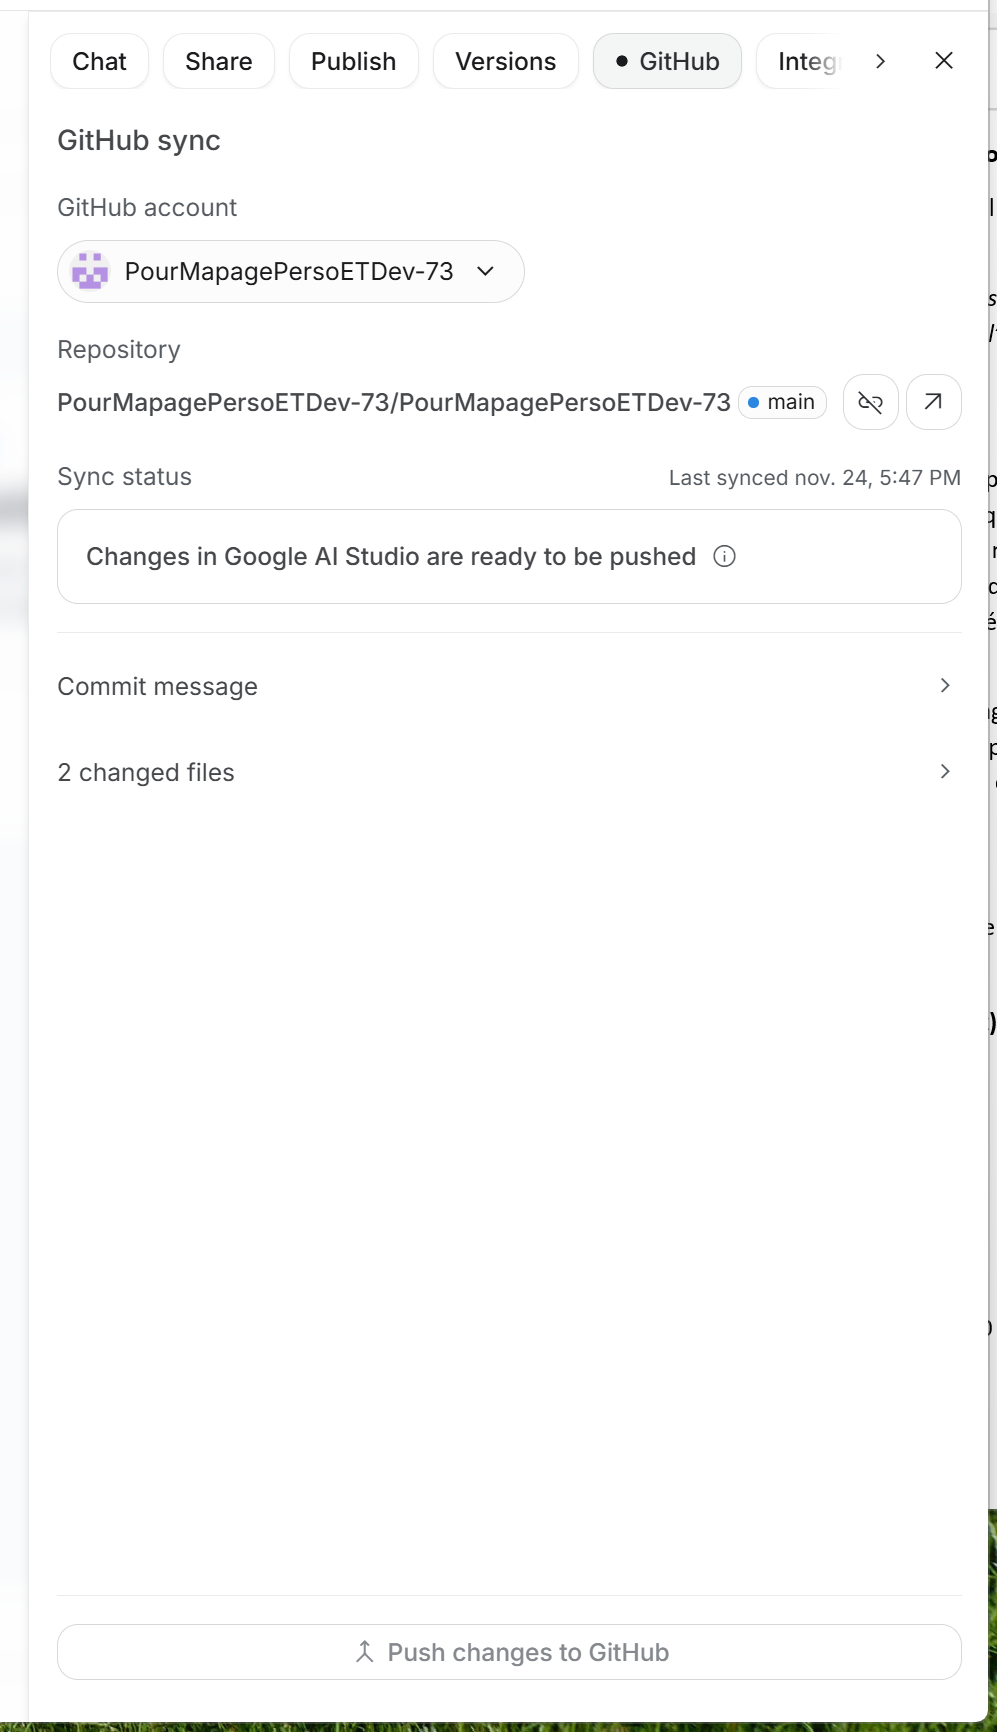 Chat
Share
Publish
Versions
GitHub
GitHub sync
GitHub account
PourMapagePersoETDev-73
Repository
PourMapagePersoETDev-73/PourMapagePersoETDev-73
main
Sync status
Last synced nov. 24, 5:47 PM
Changes in Google AI Studio are ready to be pushed
Commit message
2 changed files
Push changes to GitHub